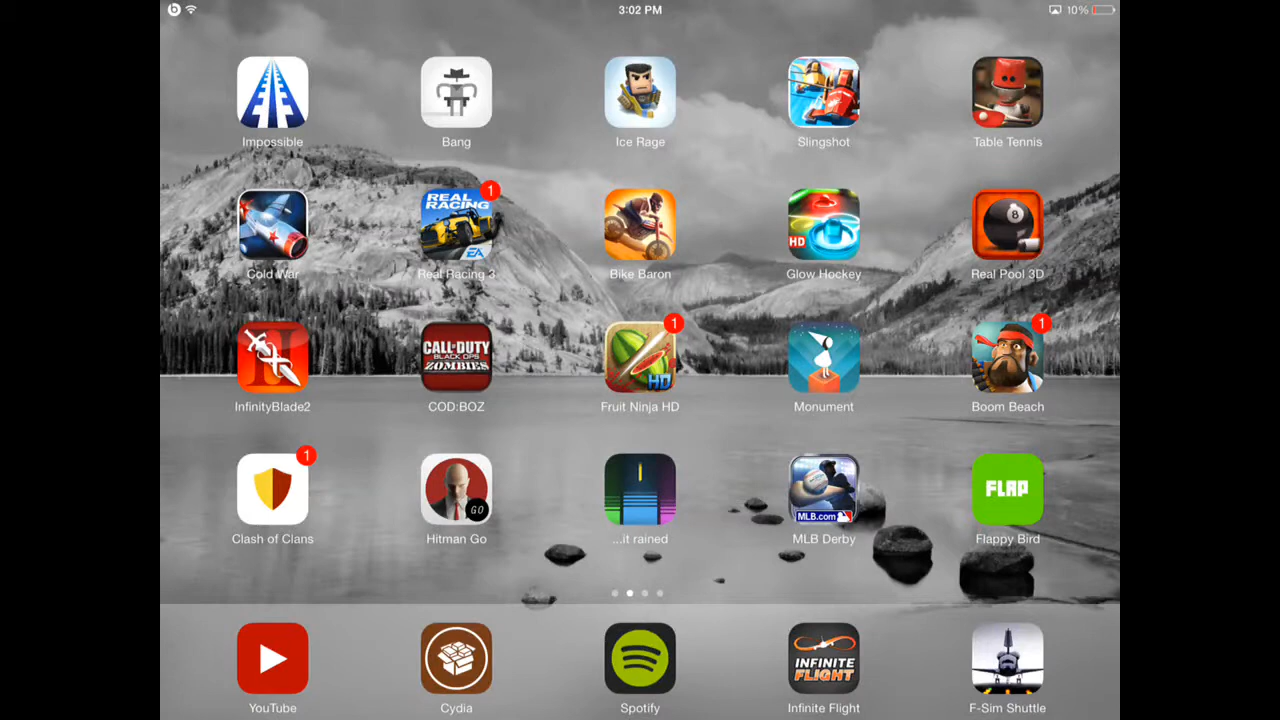 3:02 PM
10%
Impossible
Bang
Ice Rage
Slingshot
Table Tennis
REAL
RACING
EA
1
HD
8
Cold War
Real Racing 3
Bike Baron
Glow Hockey
Real Pool 3D
CALL OF DUTY
BLACK OPS
ZOMBIES
HD
1
1
InfinityBlade2
COD:BOZ
Fruit Ninja HD
Monument
Boom Beach
1
GO
MLB.com
FLAP
Clash of Clans
Hitman Go
...it rained
MLB Derby
Flappy Bird
INFINITE
FLIGHT
YouTube
Cydia
Spotify
Infinite Flight
F-Sim Shuttle